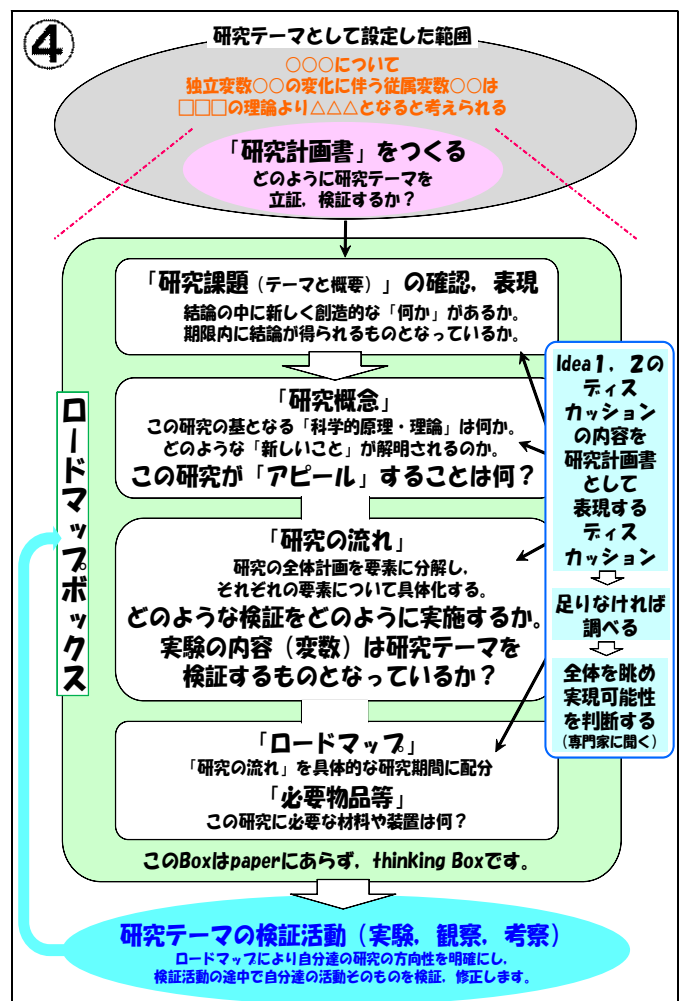 ④
研究テーマとして設定した範囲
○○○について
独立変数○○の変化に伴う従属変数○○は
□□□の理論より△△△となると考えられる
「研究計画書」をつくる
どのように研究テーマを
立証，検証するか？
「研究課題（テーマと概要）」の確認，表現
結論の中に新しく創造的な「何か」があるか。
期限内に結論が得られるものとなっているか。
「研究概念」
この研究の基となる「科学的原理・理論」は何か。
どのような「新しいこと」が解明されるのか。
この研究が「アピール」することは何？
「研究の流れ」
研究の全体計画を要素に分解し，
それぞれの要素について具体化する。
どのような検証をどのように実施するか。
実験の内容（変数）は研究テーマを
検証するものとなっているか？
「ロードマップ」
「研究の流れ」を具体的な研究期間に配分
「必要物品等」
この研究に必要な材料や装置は何？
このBoxはpaperにあらず，thinking Boxです。
ロードマップボックス
Idea１，２の
ディス
カッション
の内容を
研究計画書
として
表現する
ディス
カッション
足りなければ
調べる
全体を眺め
実現可能性
を判断する
（専門家に聞く）
研究テーマの検証活動（実験，観察，考察）
ロードマップにより自分達の研究の方向性を明確にし，
検証活動の途中で自分達の活動そのものを検証，修正します。